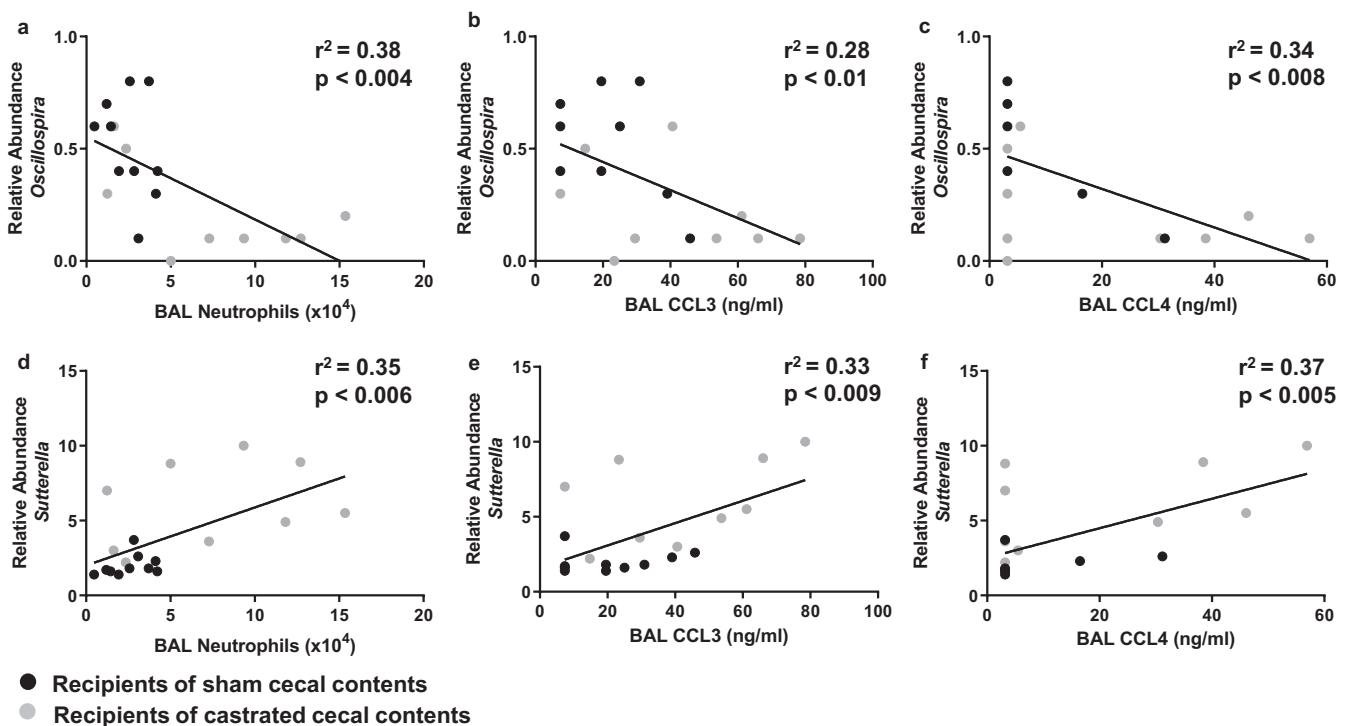 a
r² = 0.38
p < 0.004
1.0
0.5
0.0
0
5
10
15
20
Relative Abundance
Oscillospira
BAL Neutrophils (x10⁴)
b
r² = 0.28
p < 0.01
1.0
0.5
0.0
0
20
40
60
80
100
Relative Abundance
Oscillospira
BAL CCL3 (ng/ml)
c
r² = 0.34
p < 0.008
1.0
0.5
0.0
0
20
40
60
Relative Abundance
Oscillospira
BAL CCL4 (ng/ml)
d
r² = 0.35
p < 0.006
15
10
5
0
0
5
10
15
20
Relative Abundance
Sutterella
BAL Neutrophils (x10⁴)
e
r² = 0.33
p < 0.009
15
10
5
0
0
20
40
60
80
100
Relative Abundance
Sutterella
BAL CCL3 (ng/ml)
f
r² = 0.37
p < 0.005
15
10
5
0
0
20
40
60
Relative Abundance
Sutterella
BAL CCL4 (ng/ml)
Recipients of sham cecal contents
Recipients of castrated cecal contents